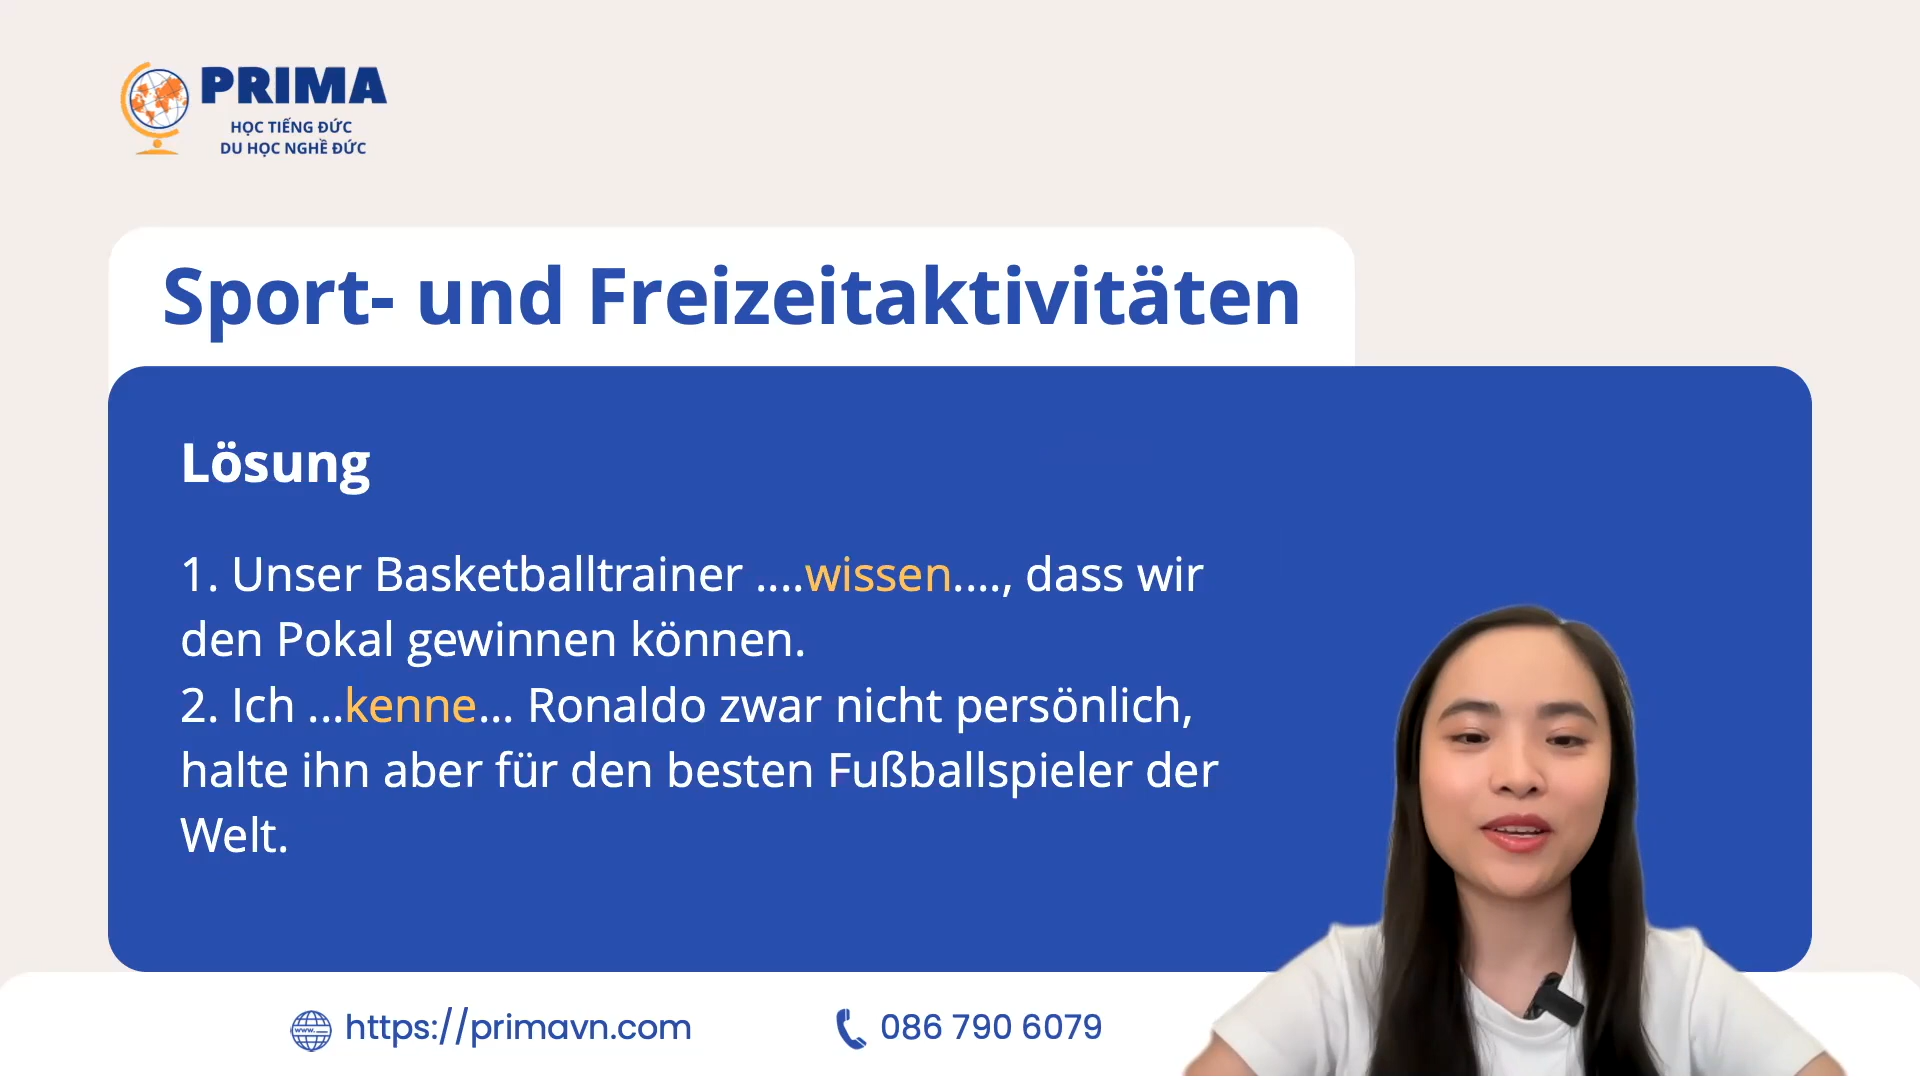 PRIMA
HỌC TIẾNG ĐỨC
DU HỌC NGHỀ ĐỨC
Sport- und Freizeitaktivitäten
Lösung
1. Unser Basketballtrainer ....wissen...., dass wir
den Pokal gewinnen können.
2. Ich ...kenne... Ronaldo zwar nicht persönlich,
halte ihn aber für den besten Fußballspieler der
Welt.
www.
https://primavn.com
086 790 6079